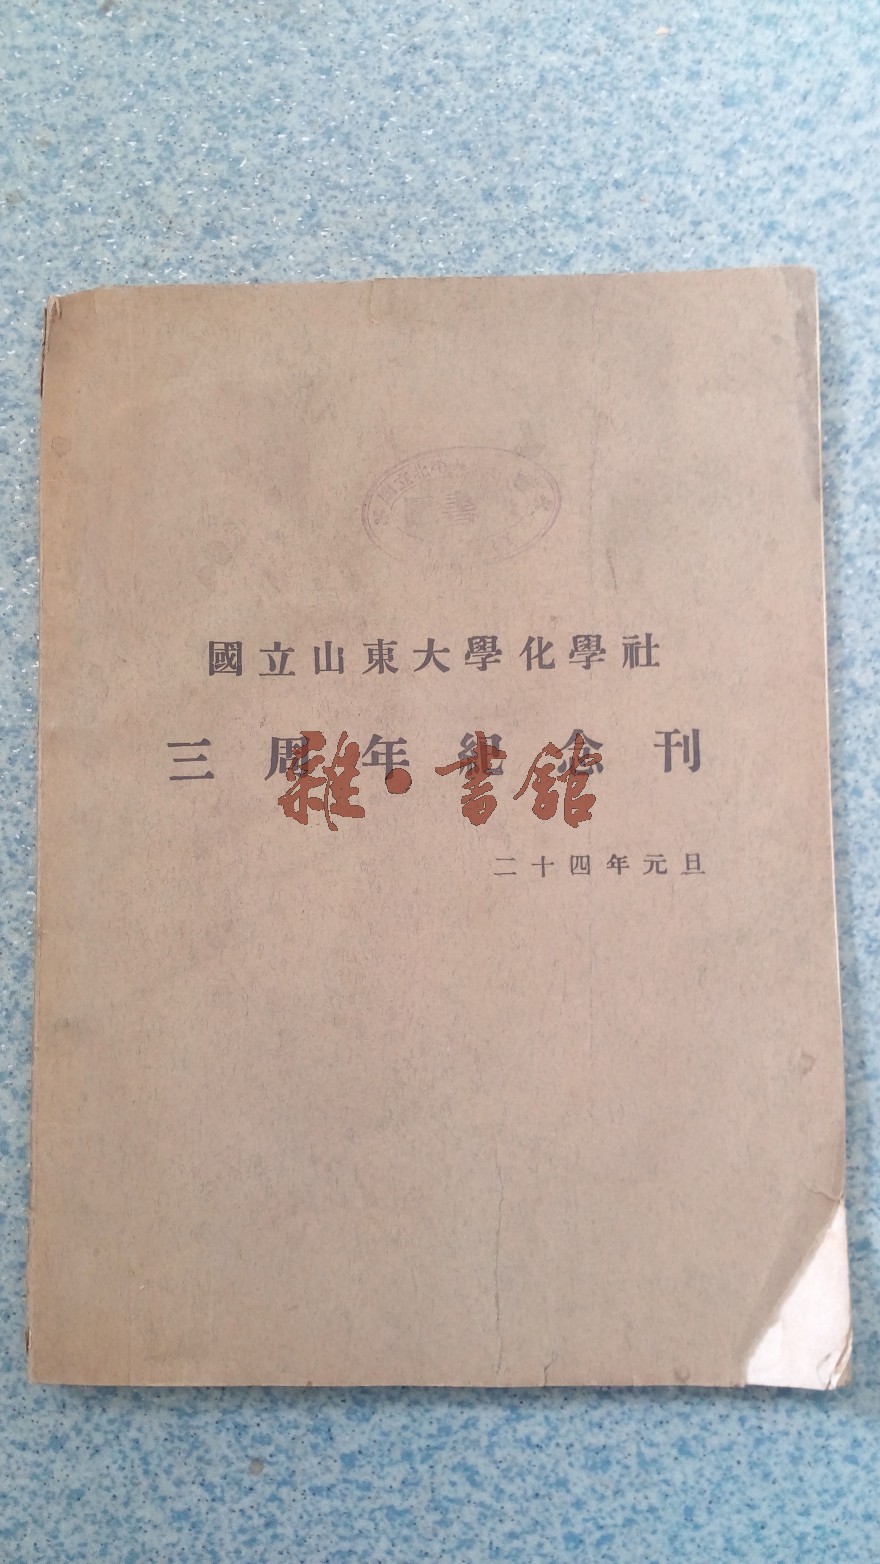 國立山東大學化學社
三周年紀念刊
雜·書館
二十四年元旦